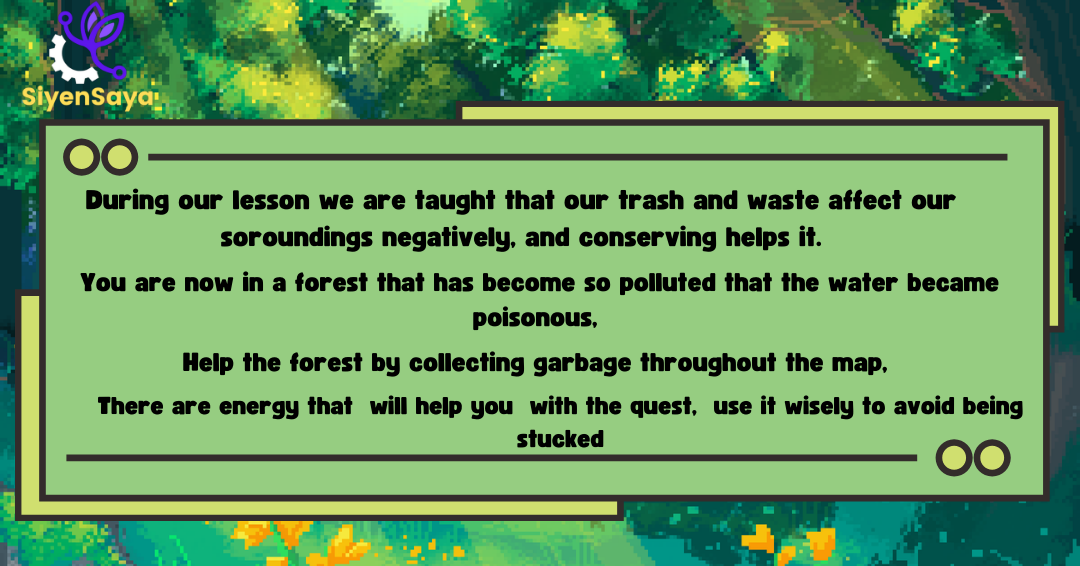 SiyenSaya
During our lesson we are taught that our trash and waste affect our
soroundings negatively, and conserving helps it.
You are now in a forest that has become so polluted that the water became
poisonous,
Help the forest by collecting garbage throughout the map,
There are energy that will help you with the quest, use it wisely to avoid being
stucked